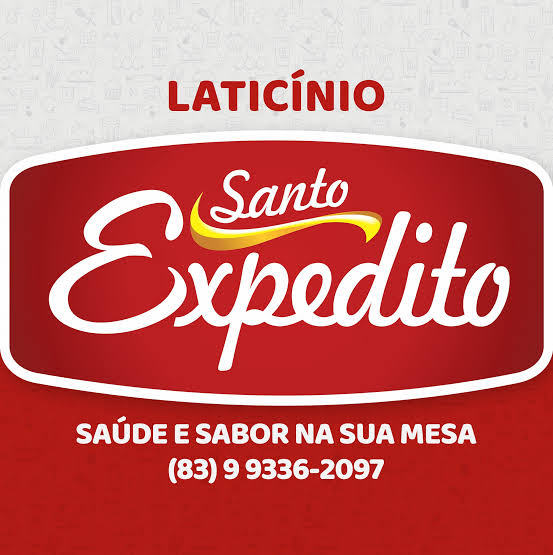 LATICÍNIO
Santo
Expedito
SAÚDE E SABOR NA SUA MESA
(83) 9 9336-2097